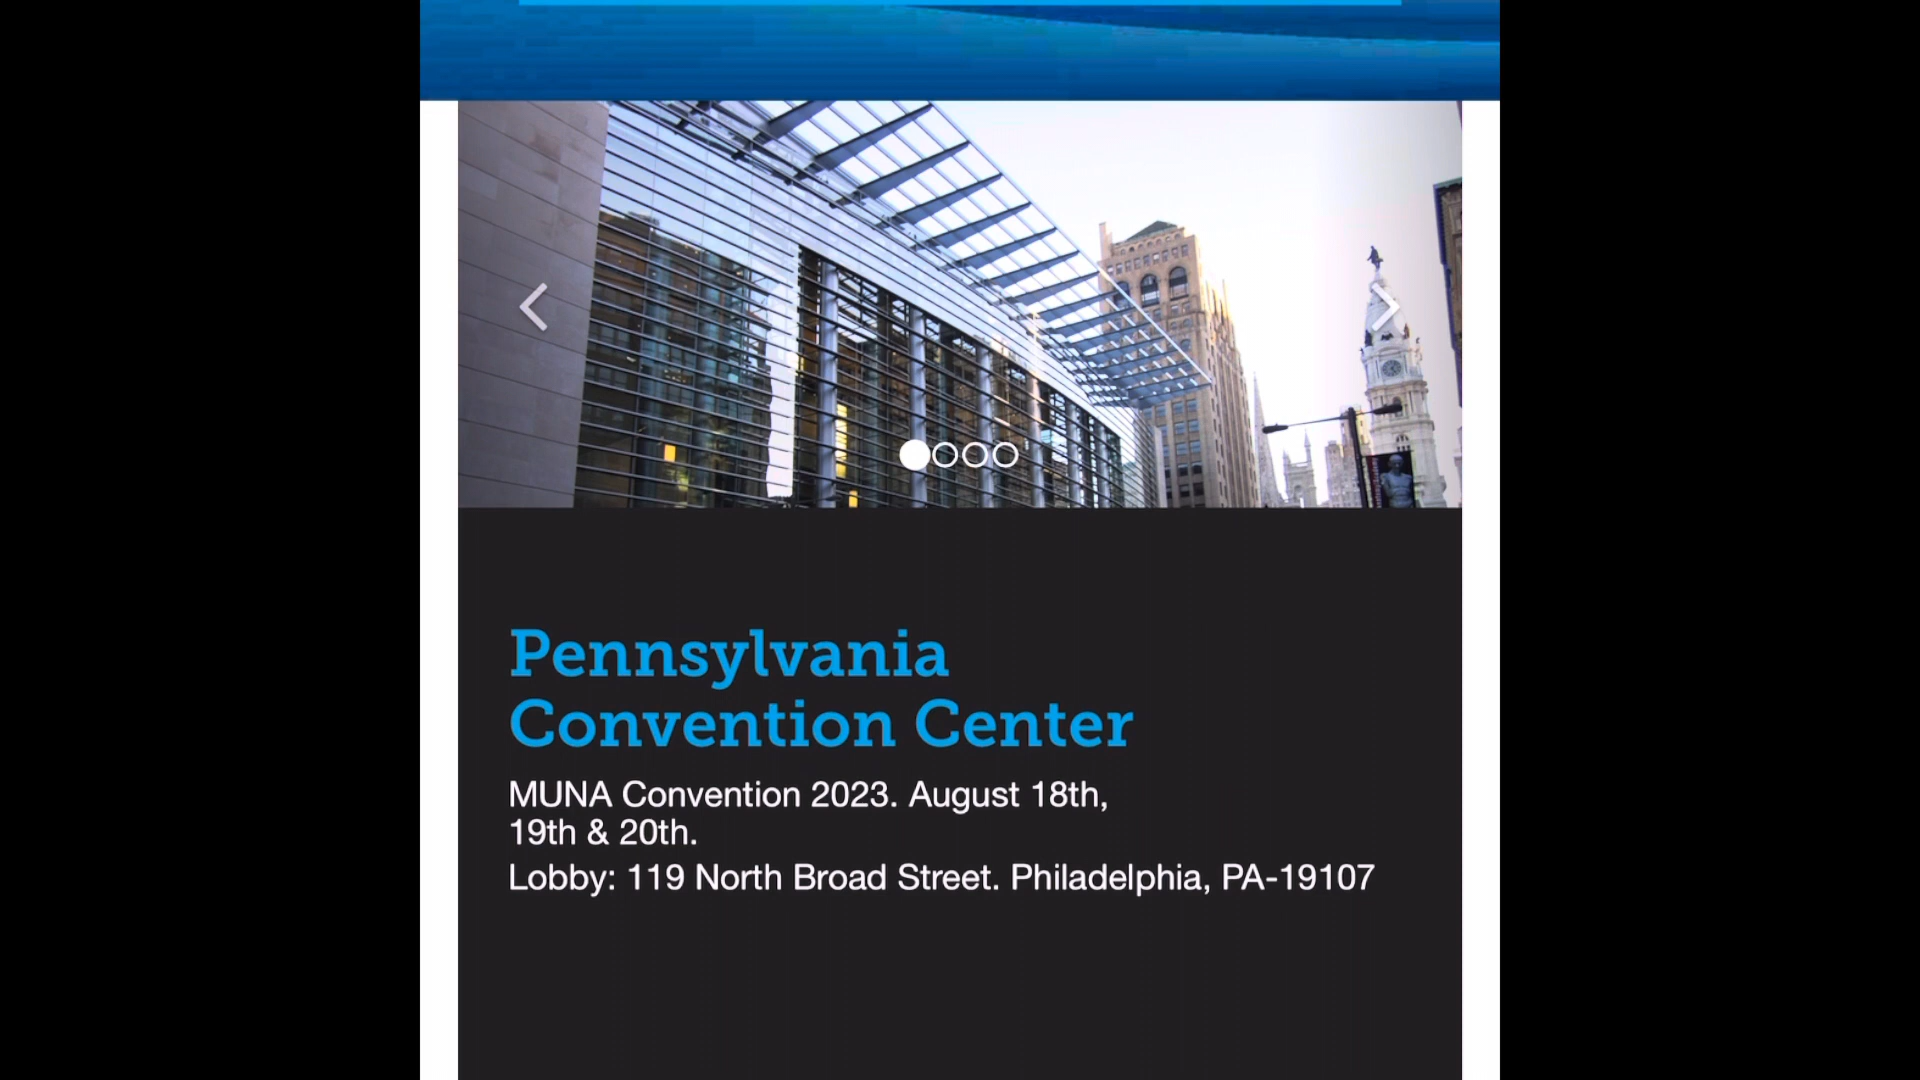 Pennsylvania
Convention Center
MUNA Convention 2023. August 18th,
19th & 20th.
Lobby: 119 North Broad Street. Philadelphia, PA-19107